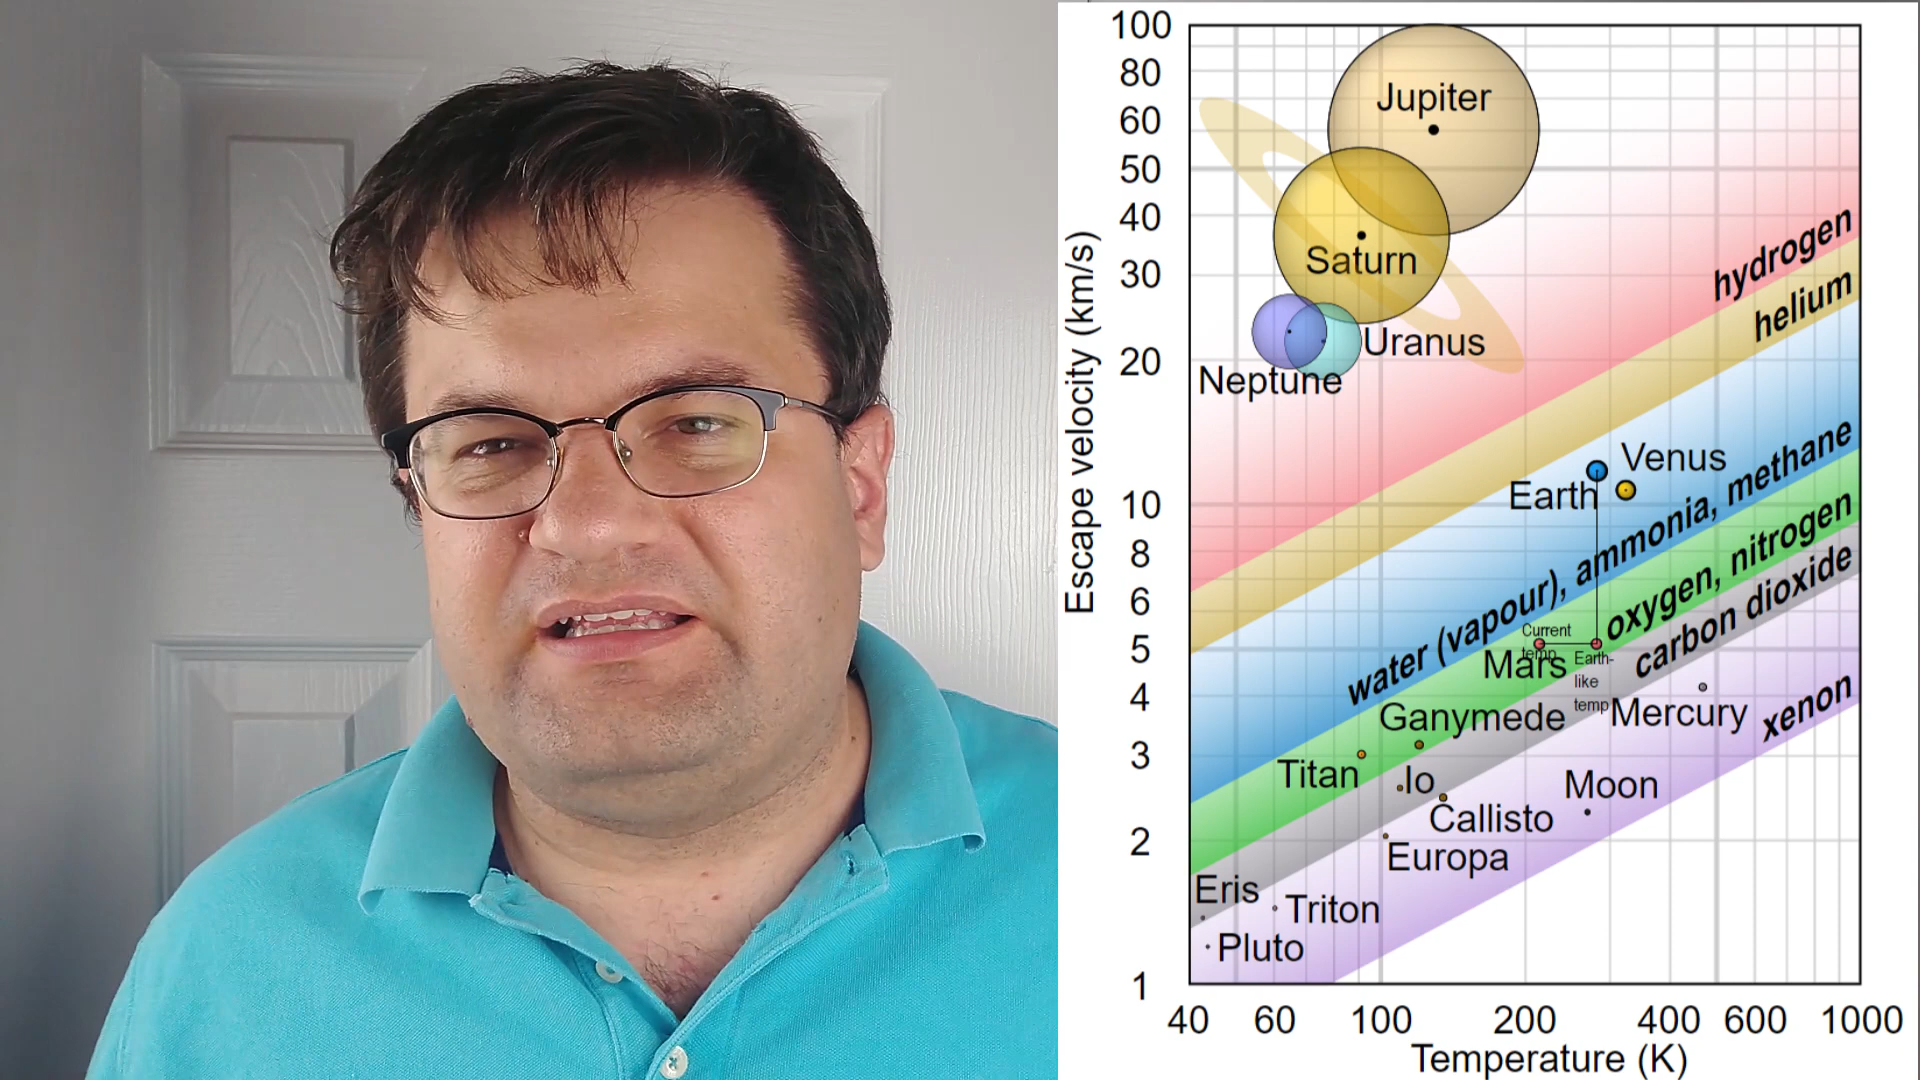 100
80
60
50
40
30
20
10
8
6
5
4
3
2
1
Escape velocity (km/s)
Jupiter
Saturn
Uranus
Neptune
hydrogen
helium
Venus
Earth
water (vapour), ammonia, methane
oxygen, nitrogen
carbon dioxide
xenon
Current
temp
Mars
Earth-
like
temp
Mercury
Ganymede
Titan
Io
Moon
Callisto
Europa
Eris
Triton
Pluto
40 60 100 200 400 600 1000
Temperature (K)